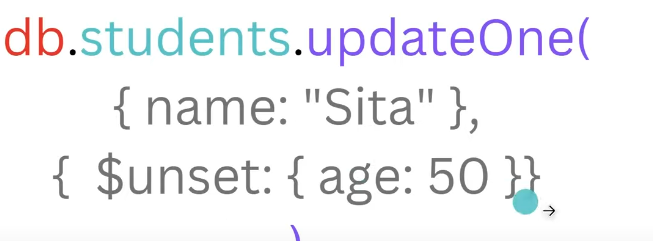 db.students.updateOne(
{ name: "Sita" },
{ $unset: { age: 50 }}
)